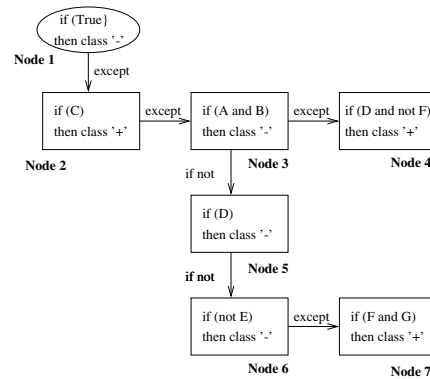 if (True}
then class '-'
Node 1
except
if (C)
then class '+'
Node 2
except
if (A and B)
then class '-'
Node 3
except
if (D and not F)
then class '+'
Node 4
if not
if (D)
then class '-'
Node 5
if not
if (not E)
then class '-'
Node 6
except
if (F and G)
then class '+'
Node 7